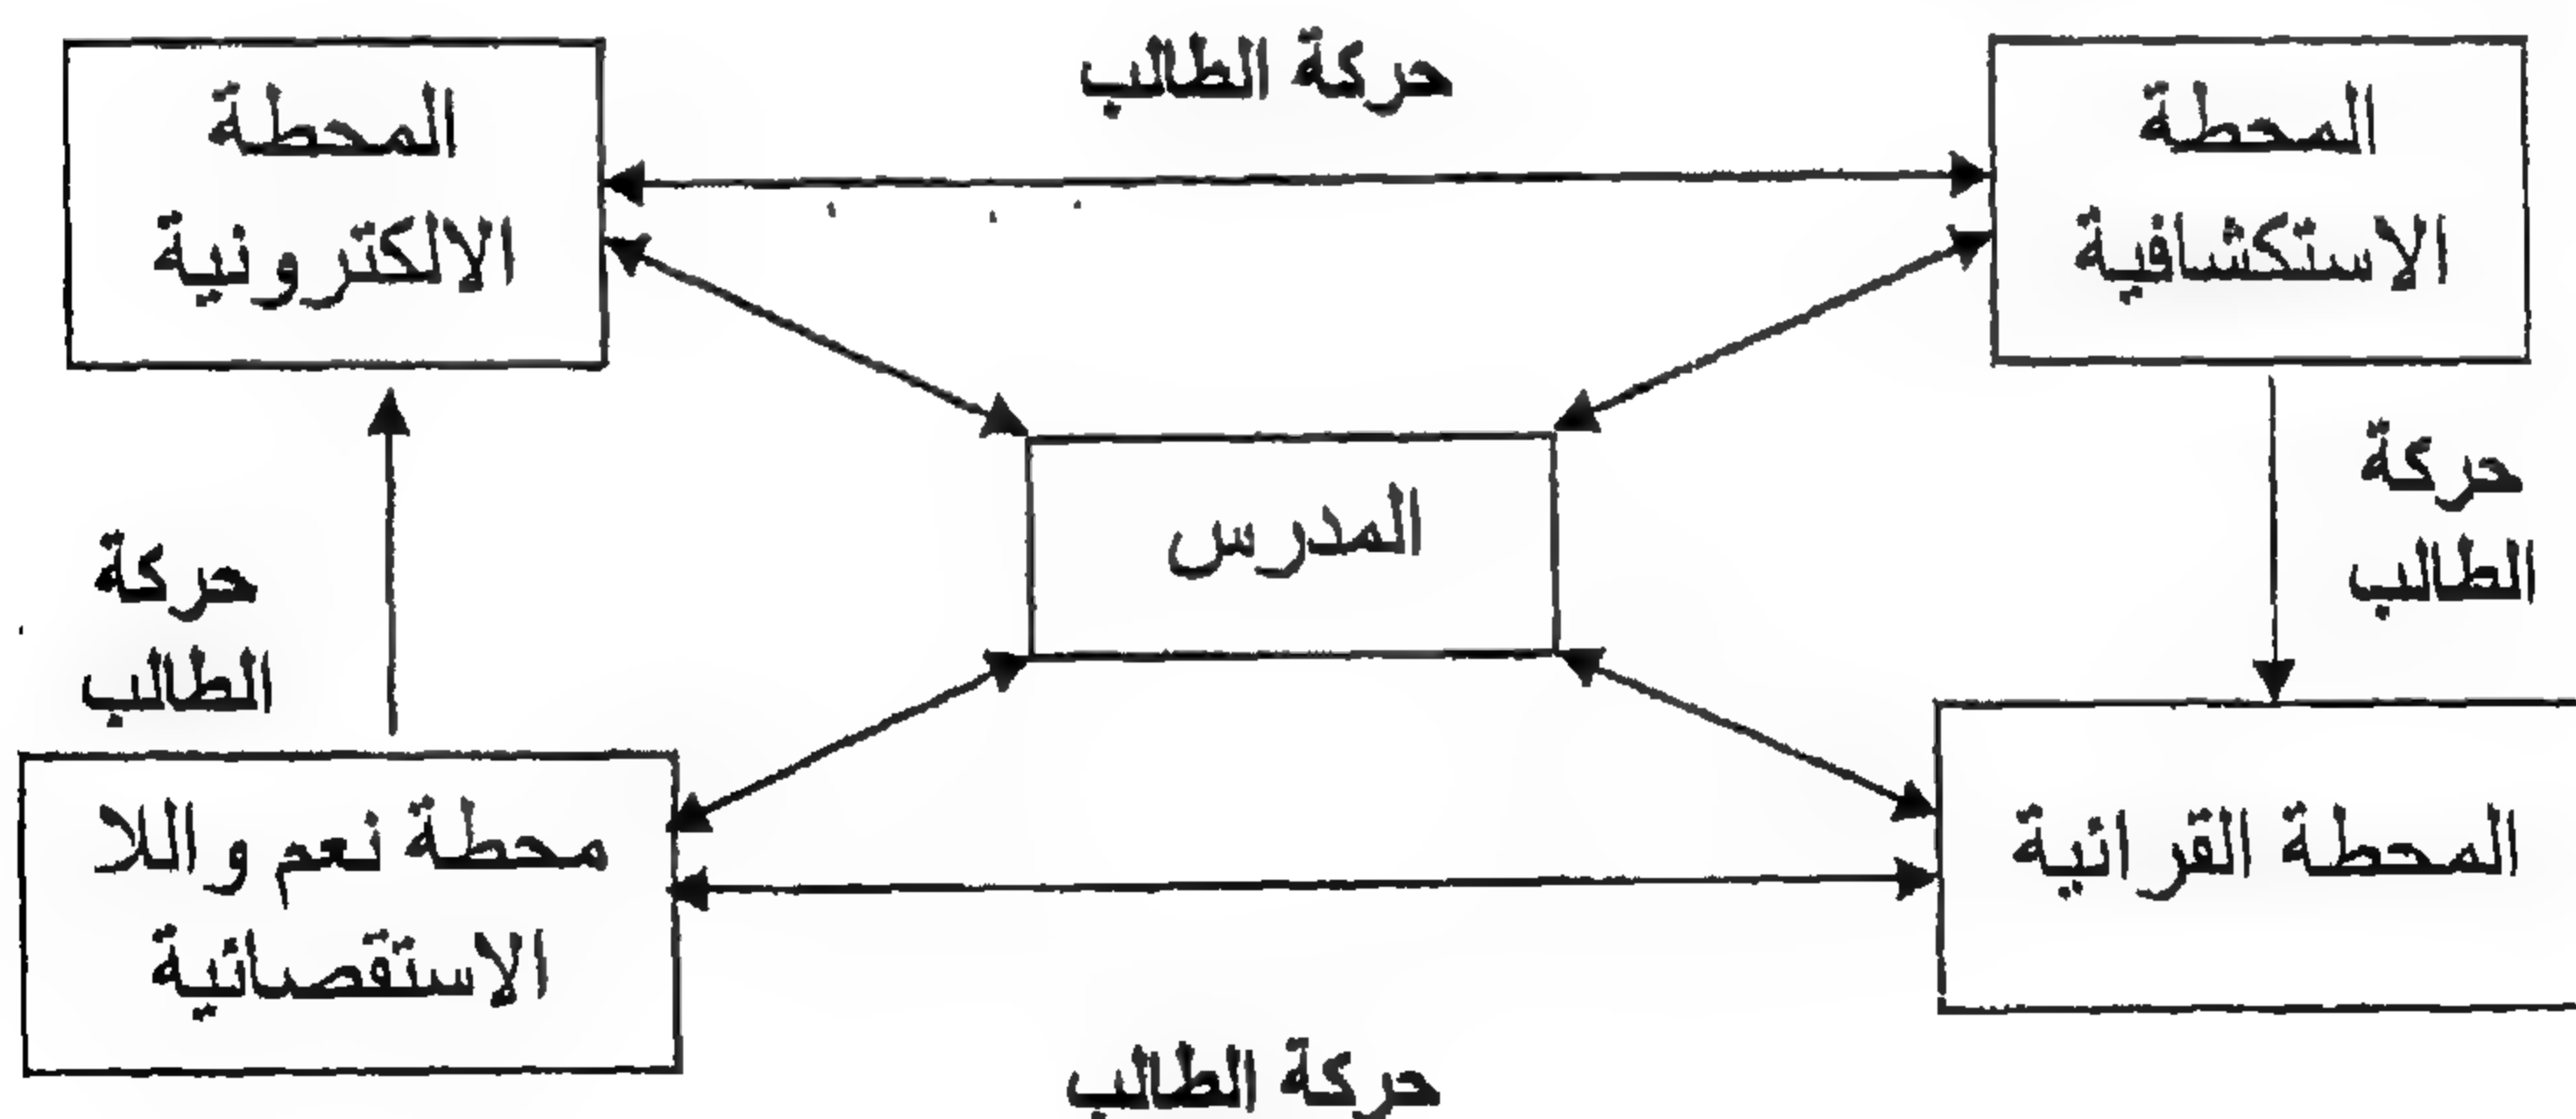 حركة الطالب
المحطة
الاستكشافية
المحطة
الالكترونية
حركة
الطالب
المدرس
حركة
الطالب
المحطة القرائية
محطة نعم واللا
الاستقصائية
حركة الطالب